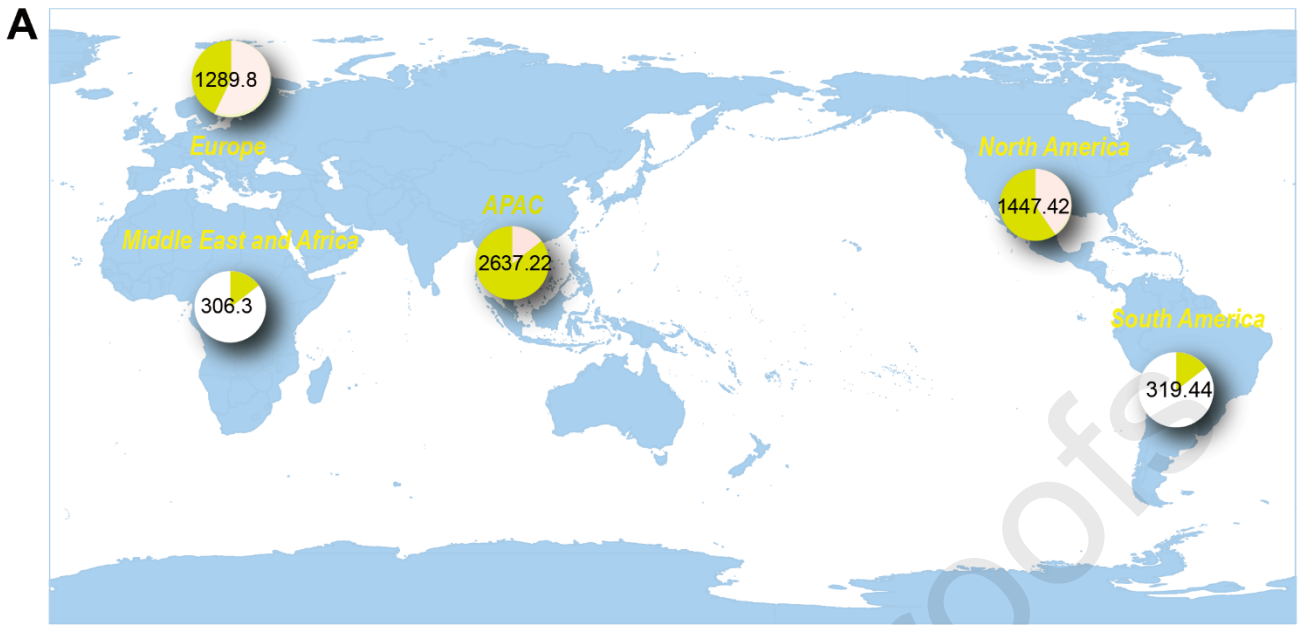 A
1289.8
Europe
North America
APAC
1447.42
Middle East and Africa
2637.22
306.3
South America
319.44
roofs